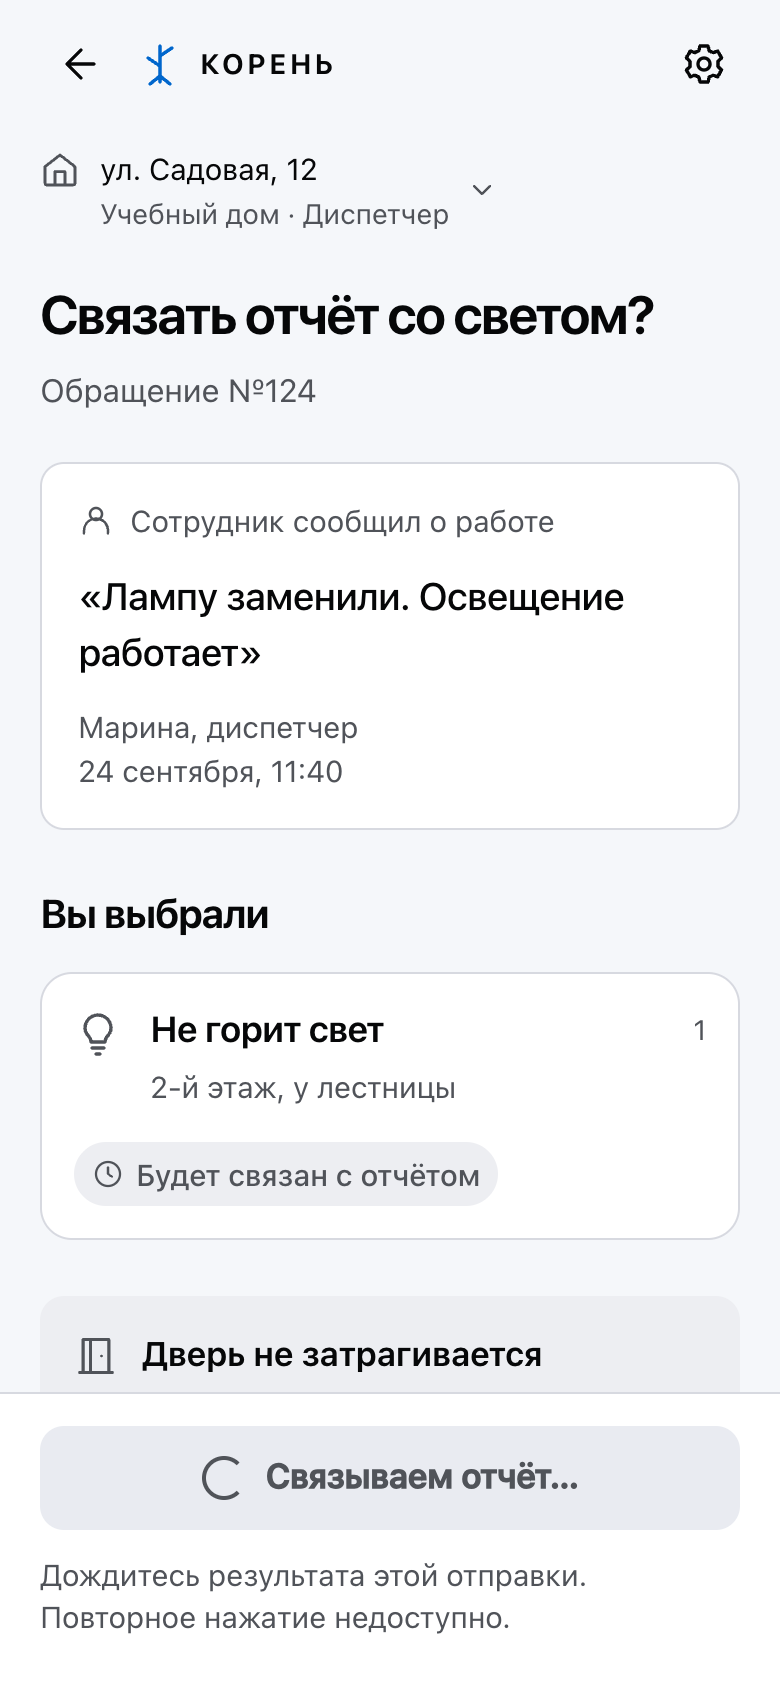 КОРЕНЬ
ул. Садовая, 12
Учебный дом · Диспетчер
Связать отчёт со светом?
Обращение №124
Сотрудник сообщил о работе
«Лампу заменили. Освещение
работает»
Марина, диспетчер
24 сентября, 11:40
Вы выбрали
Не горит свет 1
2-й этаж, у лестницы
Будет связан с отчётом
Дверь не затрагивается
Связываем отчёт...
Дождитесь результата этой отправки.
Повторное нажатие недоступно.